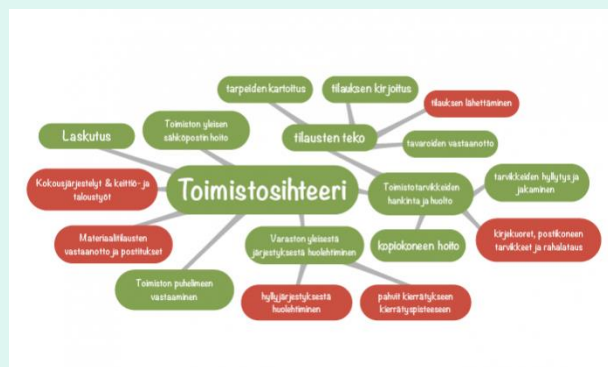 tarpeiden kartoitus
tilauksen kirjoitus
tilauksen lähettäminen
Toimiston yleisen
sähköpostin hoito
Laskutus
tilausten teko
tavaroiden vastaanotto
Kokousjärjestelyt & keittiö- ja
taloustyöt
Toimistosihteeri
Toimistotarvikkeiden
hankinta ja huolto
tarvikkeiden hyllytys ja
jakaminen
Materiaalitilausten
vastaanotto ja postitukset
Varaston yleisestä
järjestyksestä huolehtiminen
kopiokoneen hoito
kirjekuoret, postikoneen
tarvikkeet ja rahalataus
Toimiston puhelimeen
vastaaminen
hyllyjärjestyksestä
huolehtiminen
pahvit kierrätykseen
kierrätyspisteeseen